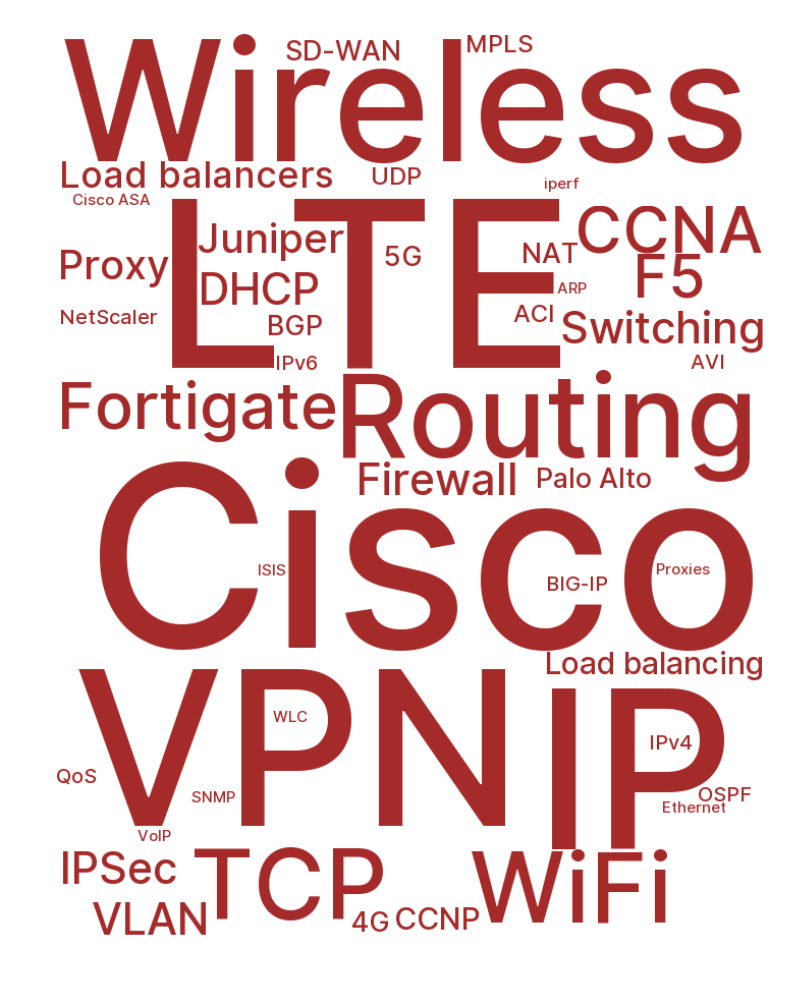 Wireless
SD-WAN
MPLS
Load balancers
UDP
iperf
Cisco ASA
LTE
CCNA
Juniper
5G
NAT
Proxy
F5
DHCP
ARP
NetScaler
BGP
ACI
Switching
IPv6
AVI
Fortigate
Routing
Firewall
Palo Alto
Cisco
ISIS
BIG-IP
Proxies
Load balancing
VPN
IP
WLC
IPv4
QoS
SNMP
OSPF
Ethernet
VoIP
IPSec
TCP
WiFi
VLAN
4G
CCNP